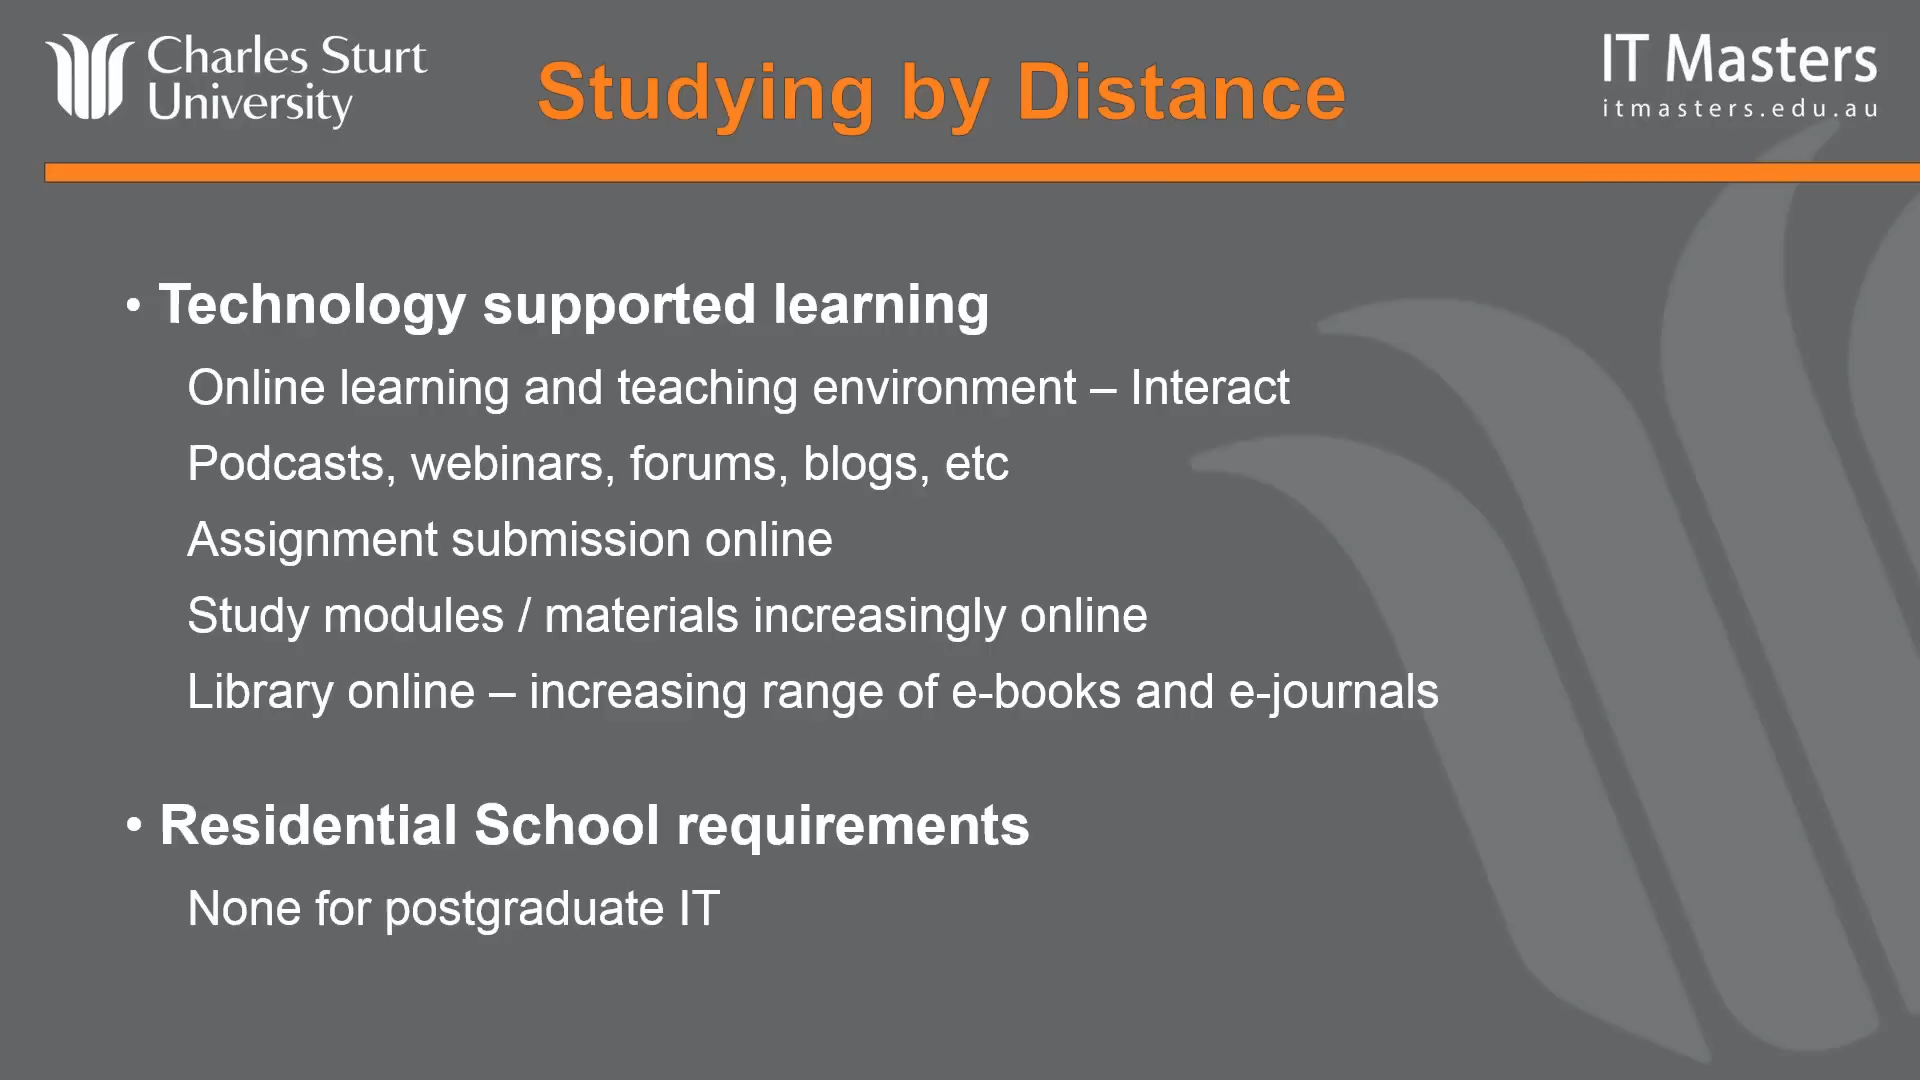 Charles Sturt
University
Studying by Distance
IT Masters
itmasters.edu.au
• Technology supported learning
Online learning and teaching environment – Interact
Podcasts, webinars, forums, blogs, etc
Assignment submission online
Study modules / materials increasingly online
Library online – increasing range of e-books and e-journals
• Residential School requirements
None for postgraduate IT